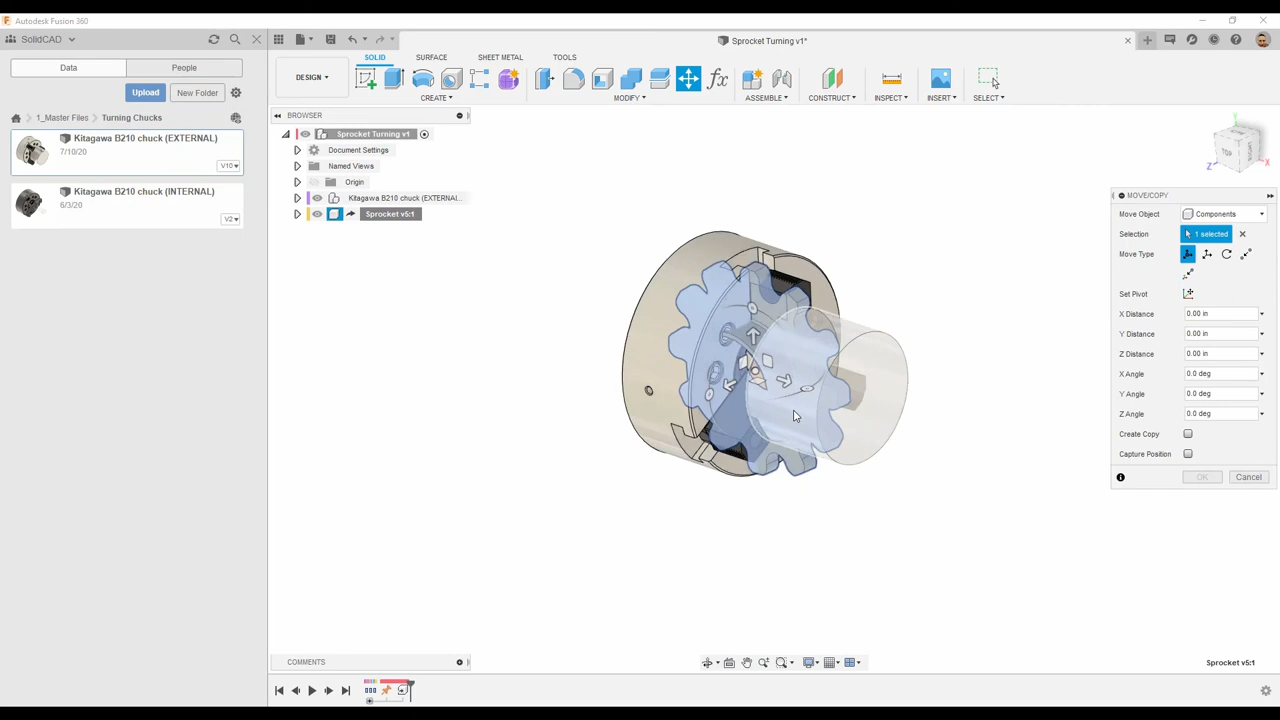 Autodesk Fusion 360
SolidCAD
Sprocket Turning v1*
Data
People
Upload
New Folder
1_Master Files
Turning Chucks
Kitagawa B210 chuck (EXTERNAL)
7/10/20
V10
Kitagawa B210 chuck (INTERNAL)
6/3/20
V2
DESIGN
SOLID
SURFACE
SHEET METAL
TOOLS
CREATE
MODIFY
ASSEMBLE
CONSTRUCT
INSPECT
INSERT
SELECT
BROWSER
Sprocket Turning v1
Document Settings
Named Views
Origin
Kitagawa B210 chuck (EXTERNAL...
Sprocket v5:1
TOP
Y
X
Z
MOVE/COPY
Move Object
Components
Selection
1 selected
Move Type
Set Pivot
X Distance
0.00 in
Y Distance
0.00 in
Z Distance
0.00 in
X Angle
0.0 deg
Y Angle
0.0 deg
Z Angle
0.0 deg
Create Copy
Capture Position
OK
Cancel
COMMENTS
Sprocket v5:1